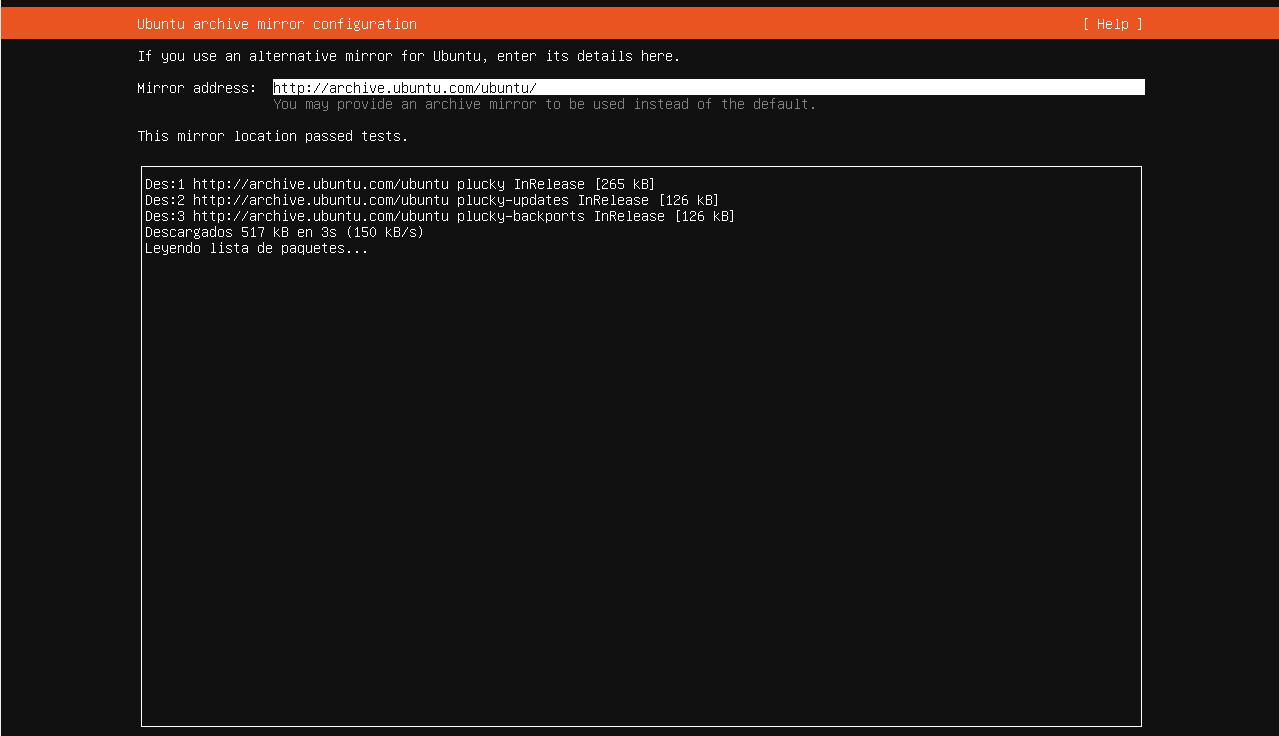 Ubuntu archive mirror configuration [ Help ]
If you use an alternative mirror for Ubuntu, enter its details here.
Mirror address: http://archive.ubuntu.com/ubuntu/
You may provide an archive mirror to be used instead of the default.
This mirror location passed tests.
Des:1 http://archive.ubuntu.com/ubuntu plucky InRelease [265 kB]
Des:2 http://archive.ubuntu.com/ubuntu plucky-updates InRelease [126 kB]
Des:3 http://archive.ubuntu.com/ubuntu plucky-backports InRelease [126 kB]
Descargados 517 kB en 3s (150 kB/s)
Leyendo lista de paquetes...